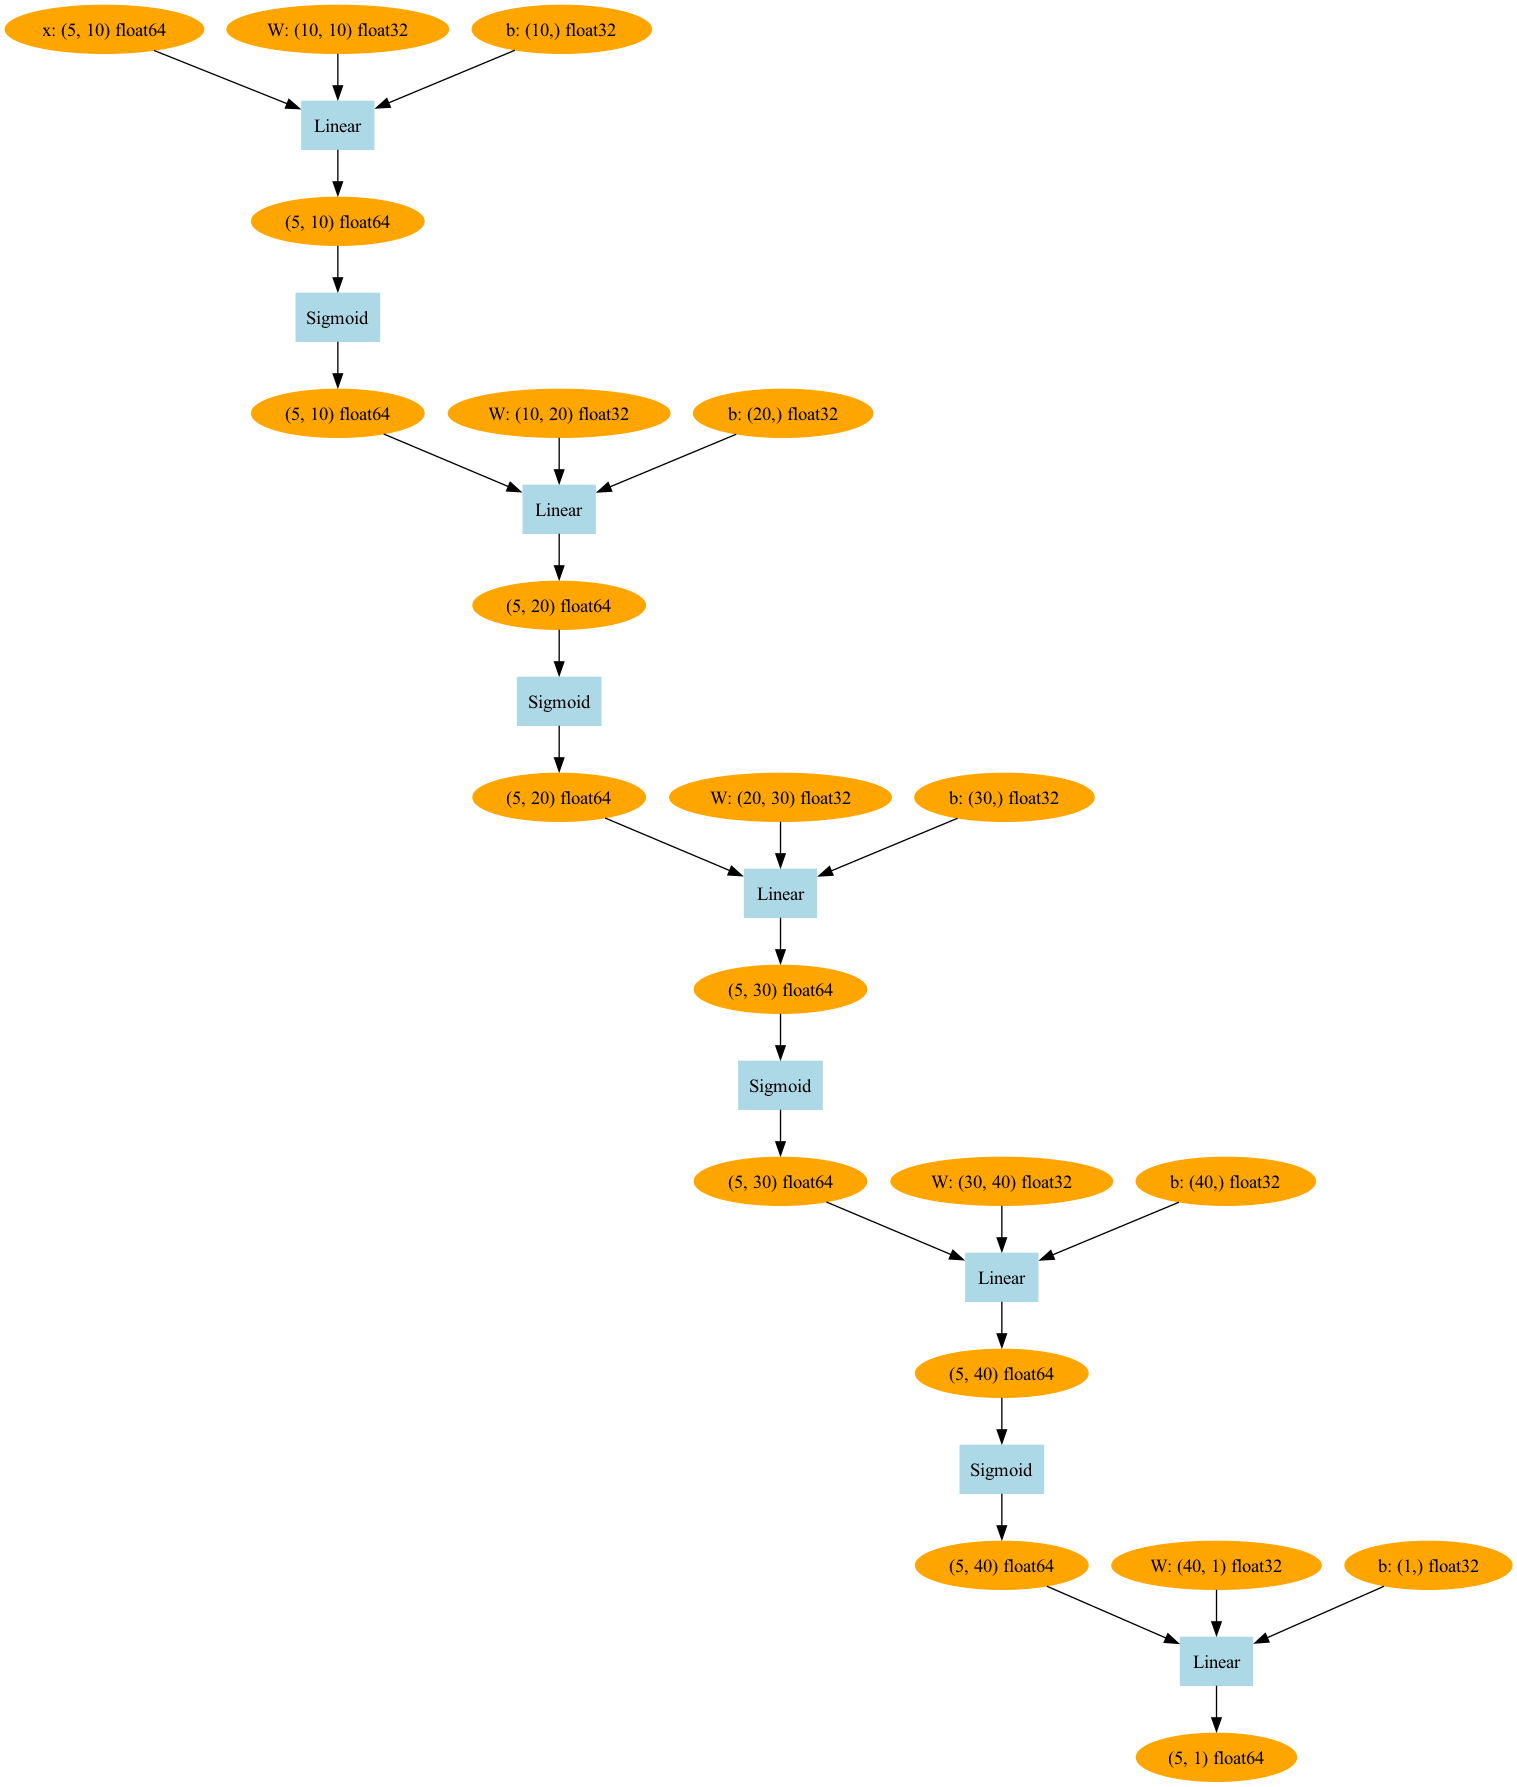 x: (5, 10) float64
W: (10, 10) float32
b: (10,) float32
Linear
(5, 10) float64
Sigmoid
(5, 10) float64
W: (10, 20) float32
b: (20,) float32
Linear
(5, 20) float64
Sigmoid
(5, 20) float64
W: (20, 30) float32
b: (30,) float32
Linear
(5, 30) float64
Sigmoid
(5, 30) float64
W: (30, 40) float32
b: (40,) float32
Linear
(5, 40) float64
Sigmoid
(5, 40) float64
W: (40, 1) float32
b: (1,) float32
Linear
(5, 1) float64